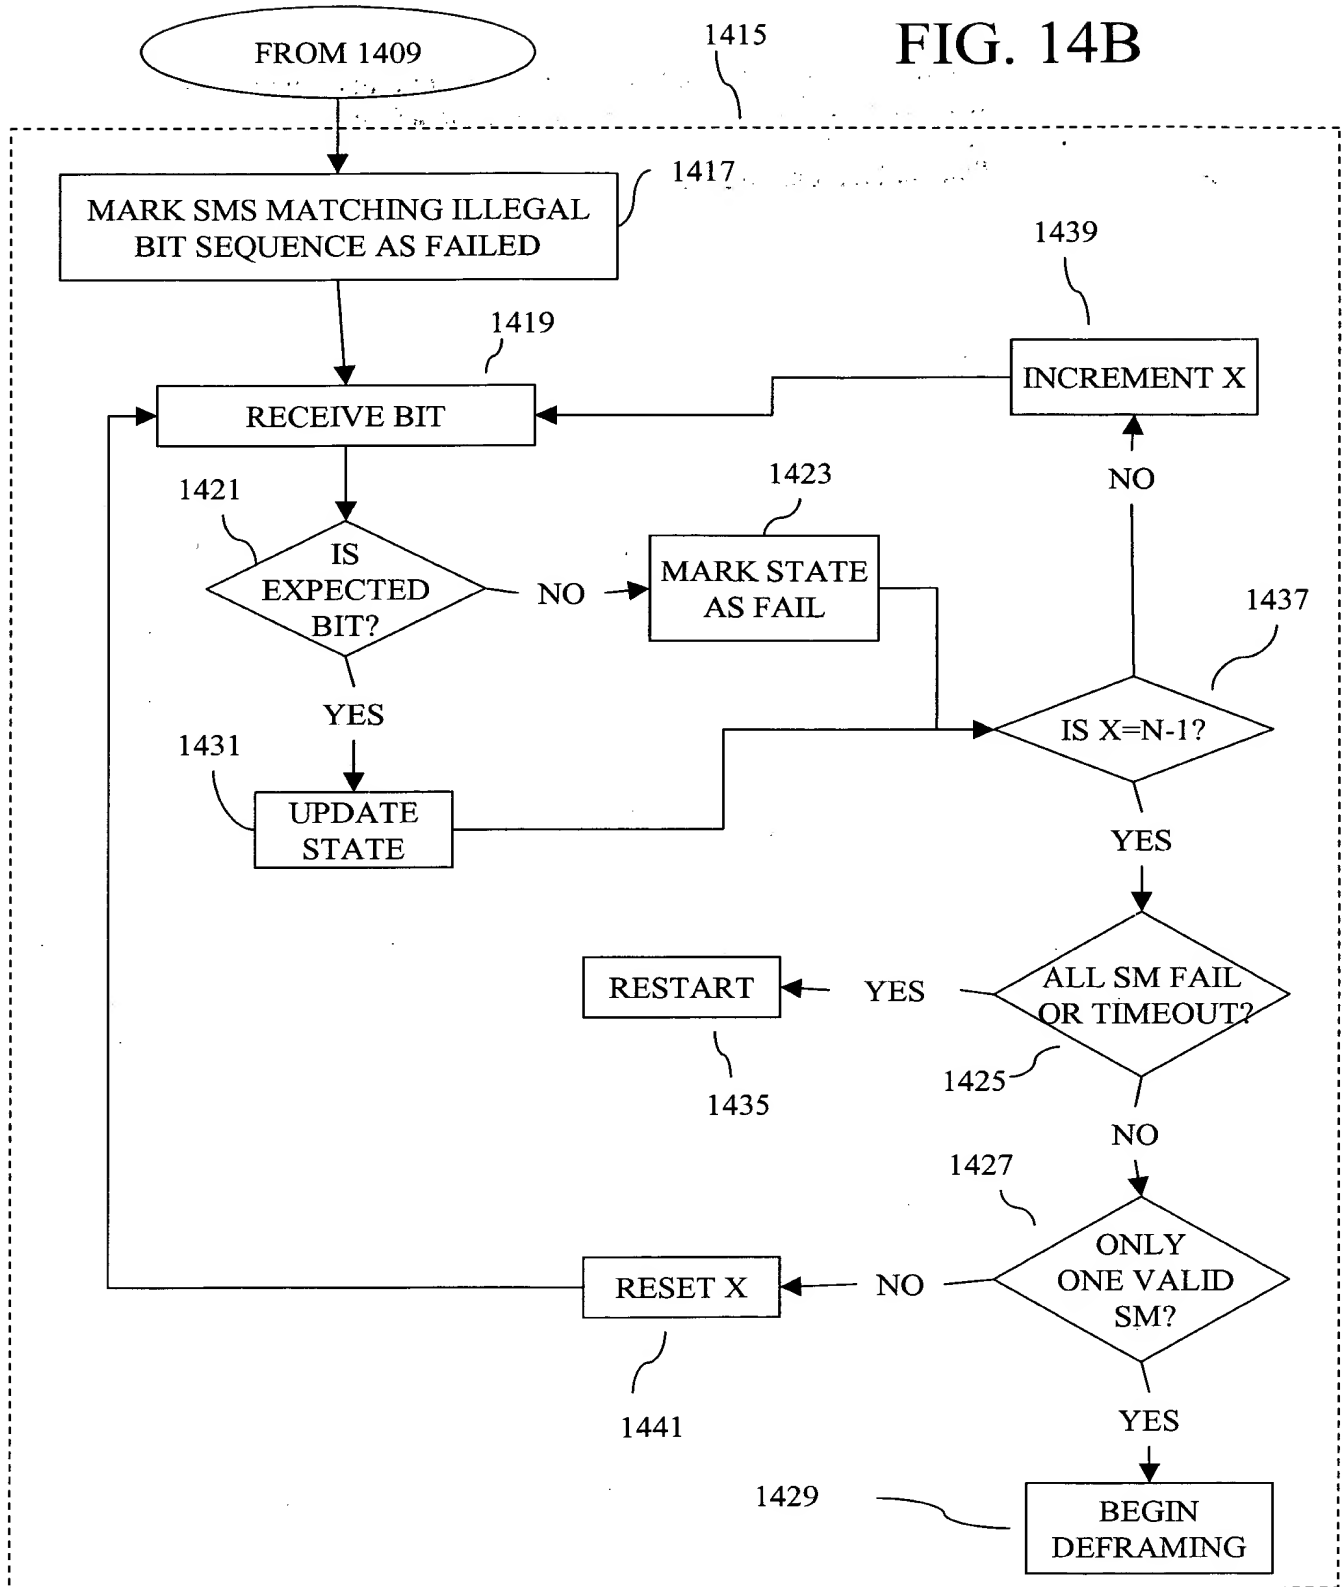 FROM 1409
1415
FIG. 14B
MARK SMS MATCHING ILLEGAL
BIT SEQUENCE AS FAILED
1417
1439
1419
INCREMENT X
RECEIVE BIT
NO
1421
1423
IS
EXPECTED
BIT?
NO
MARK STATE
AS FAIL
1437
YES
IS X=N-1?
1431
UPDATE
STATE
YES
RESTART
YES
ALL SM FAIL
OR TIMEOUT?
1425
1435
NO
1427
ONLY
ONE VALID
SM?
RESET X
NO
1441
YES
1429
BEGIN
DEFRAMING